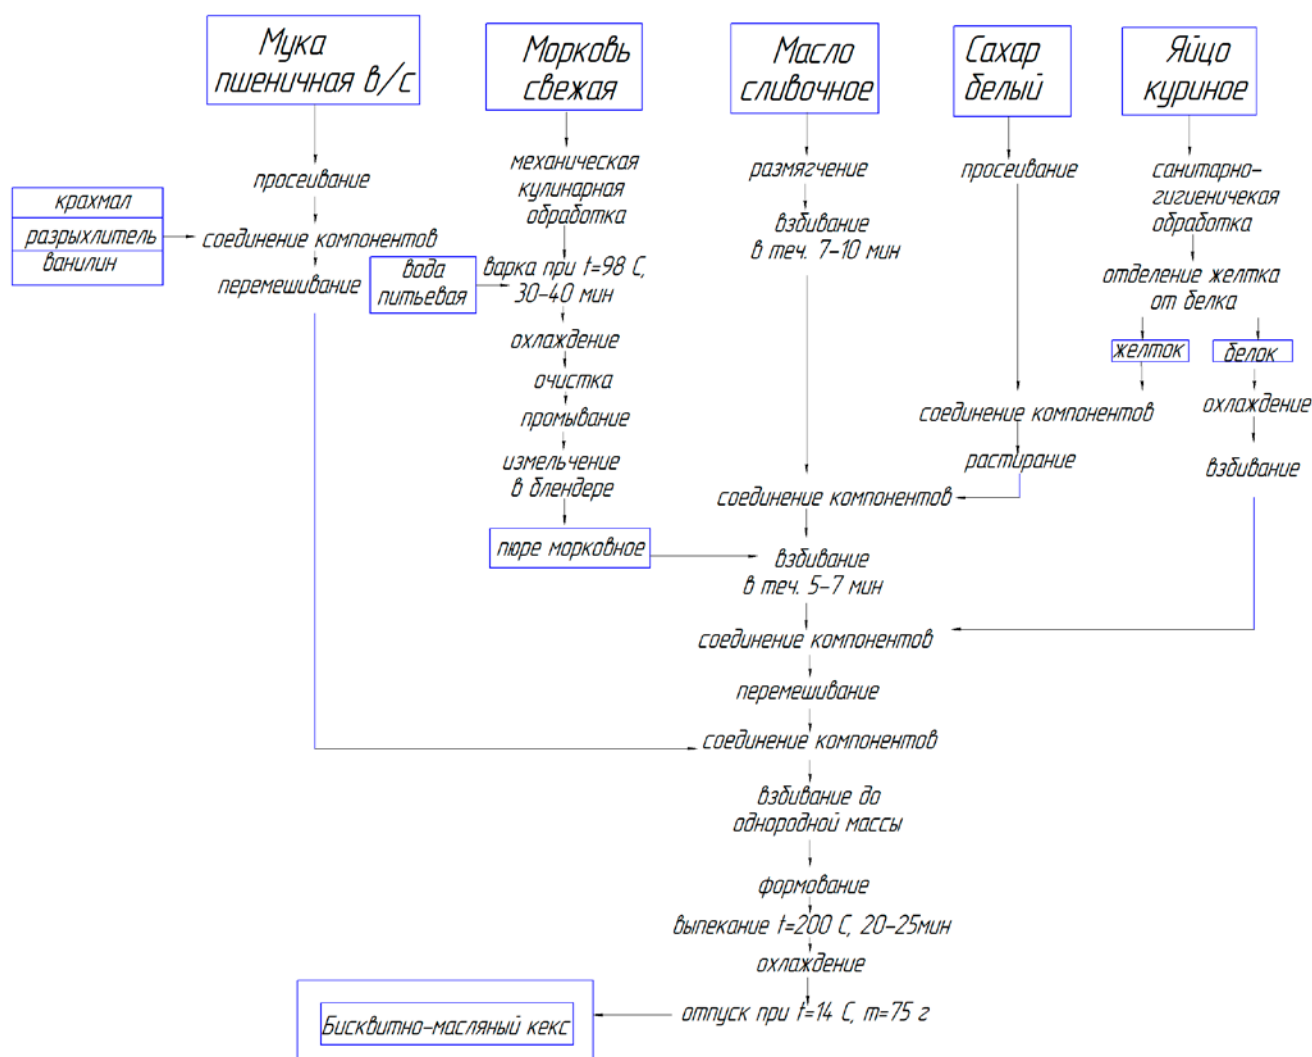 Мука
пшеничная в/с
Морковь
свежая
Масло
сливочное
Сахар
белый
Яйцо
куриное
просеивание
крахмал
разрыхлитель
ванилин
соединение компонентов
перемешивание
механическая
кулинарная
обработка
вода
питьевая
варка при t=98 С,
30-40 мин
охлаждение
очистка
промывание
измельчение
в блендере
пюре морковное
размягчение
взбивание
в теч. 7-10 мин
просеивание
санитарно-
гигиеничекая
обработка
отделение желтка
от белка
желток
белок
соединение компонентов
растирание
охлаждение
взбивание
соединение компонентов
взбивание
в теч. 5-7 мин
соединение компонентов
перемешивание
соединение компонентов
взбивание до
однородной массы
формование
выпекание t=200 С, 20-25мин
охлаждение
отпуск при t=14 С, m=75 г
Бисквитно-масляный кекс